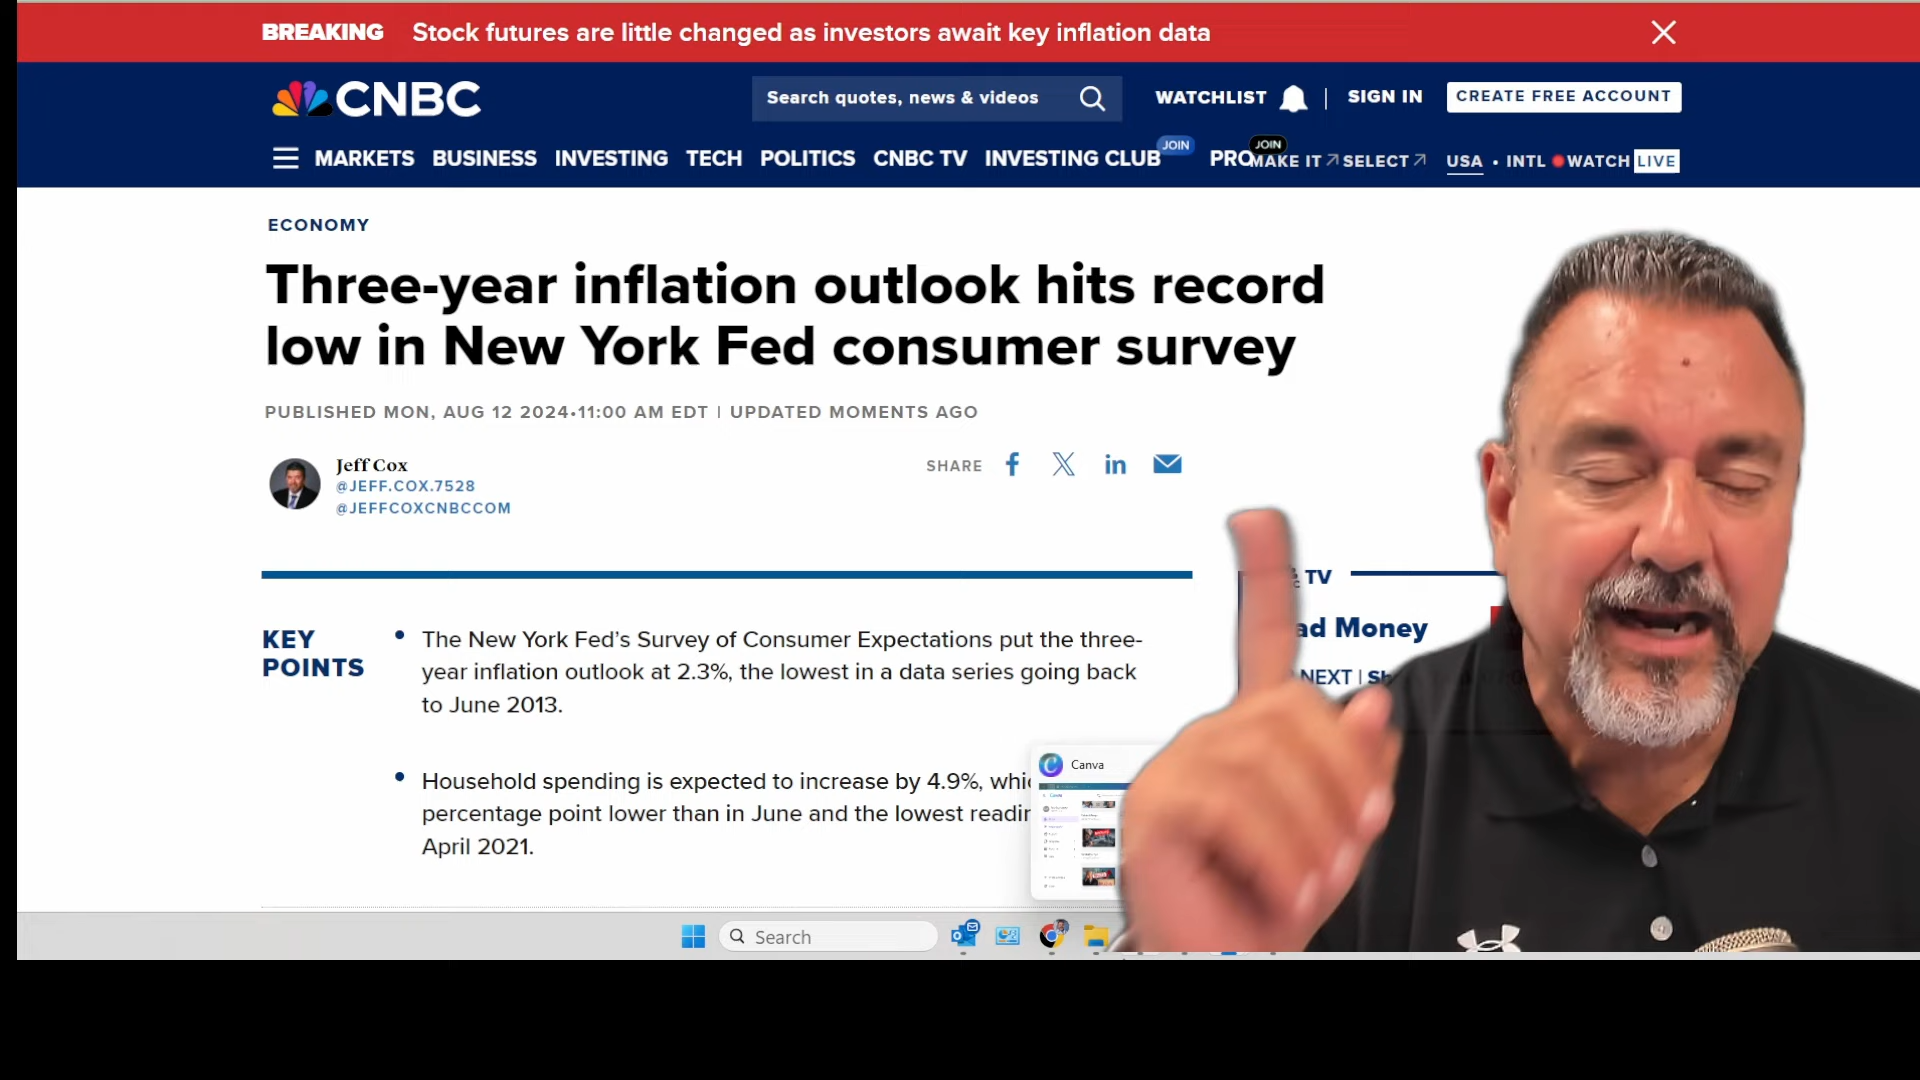 BREAKING Stock futures are little changed as investors await key inflation data
CNBC
Search quotes, news & videos
WATCHLIST | SIGN IN CREATE FREE ACCOUNT
MARKETS BUSINESS INVESTING TECH POLITICS CNBC TV INVESTING CLUB JOIN PRO JOIN MAKE IT SELECT USA • INTL WATCH LIVE
ECONOMY
Three-year inflation outlook hits record
low in New York Fed consumer survey
PUBLISHED MON, AUG 12 2024•11:00 AM EDT | UPDATED MOMENTS AGO
Jeff Cox
@JEFF.COX.7528
@JEFFCOXCNBCCOM
SHARE
TV
Money
NEXT |
KEY
POINTS
• The New York Fed's Survey of Consumer Expectations put the three-
year inflation outlook at 2.3%, the lowest in a data series going back
to June 2013.
• Household spending is expected to increase by 4.9%,
percentage point lower than in June and the lowest
April 2021.
Canva
Search